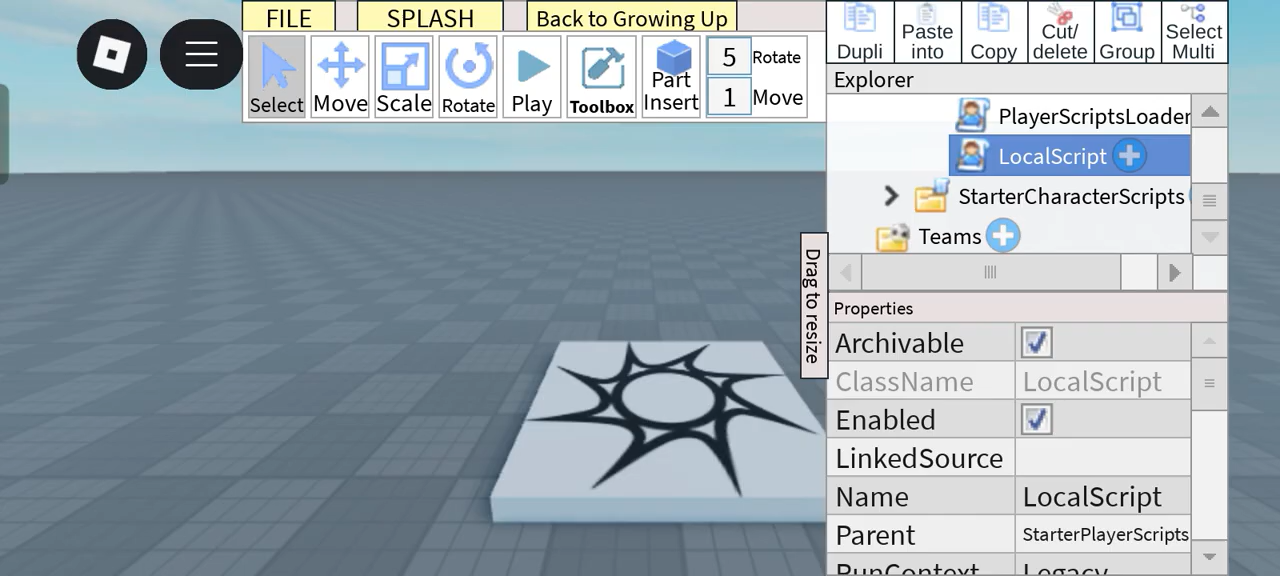 FILE
SPLASH
Back to Growing Up
Select
Move
Scale
Rotate
Play
Toolbox
Part
Insert
5 Rotate
1 Move
Dupli
Paste
into
Copy
Cut/
delete
Group
Select
Multi
Explorer
PlayerScriptsLoader
LocalScript
StarterCharacterScripts
Teams
Drag to resize
Properties
Archivable
ClassName LocalScript
Enabled
LinkedSource
Name LocalScript
Parent StarterPlayerScripts
RunContext Legacy